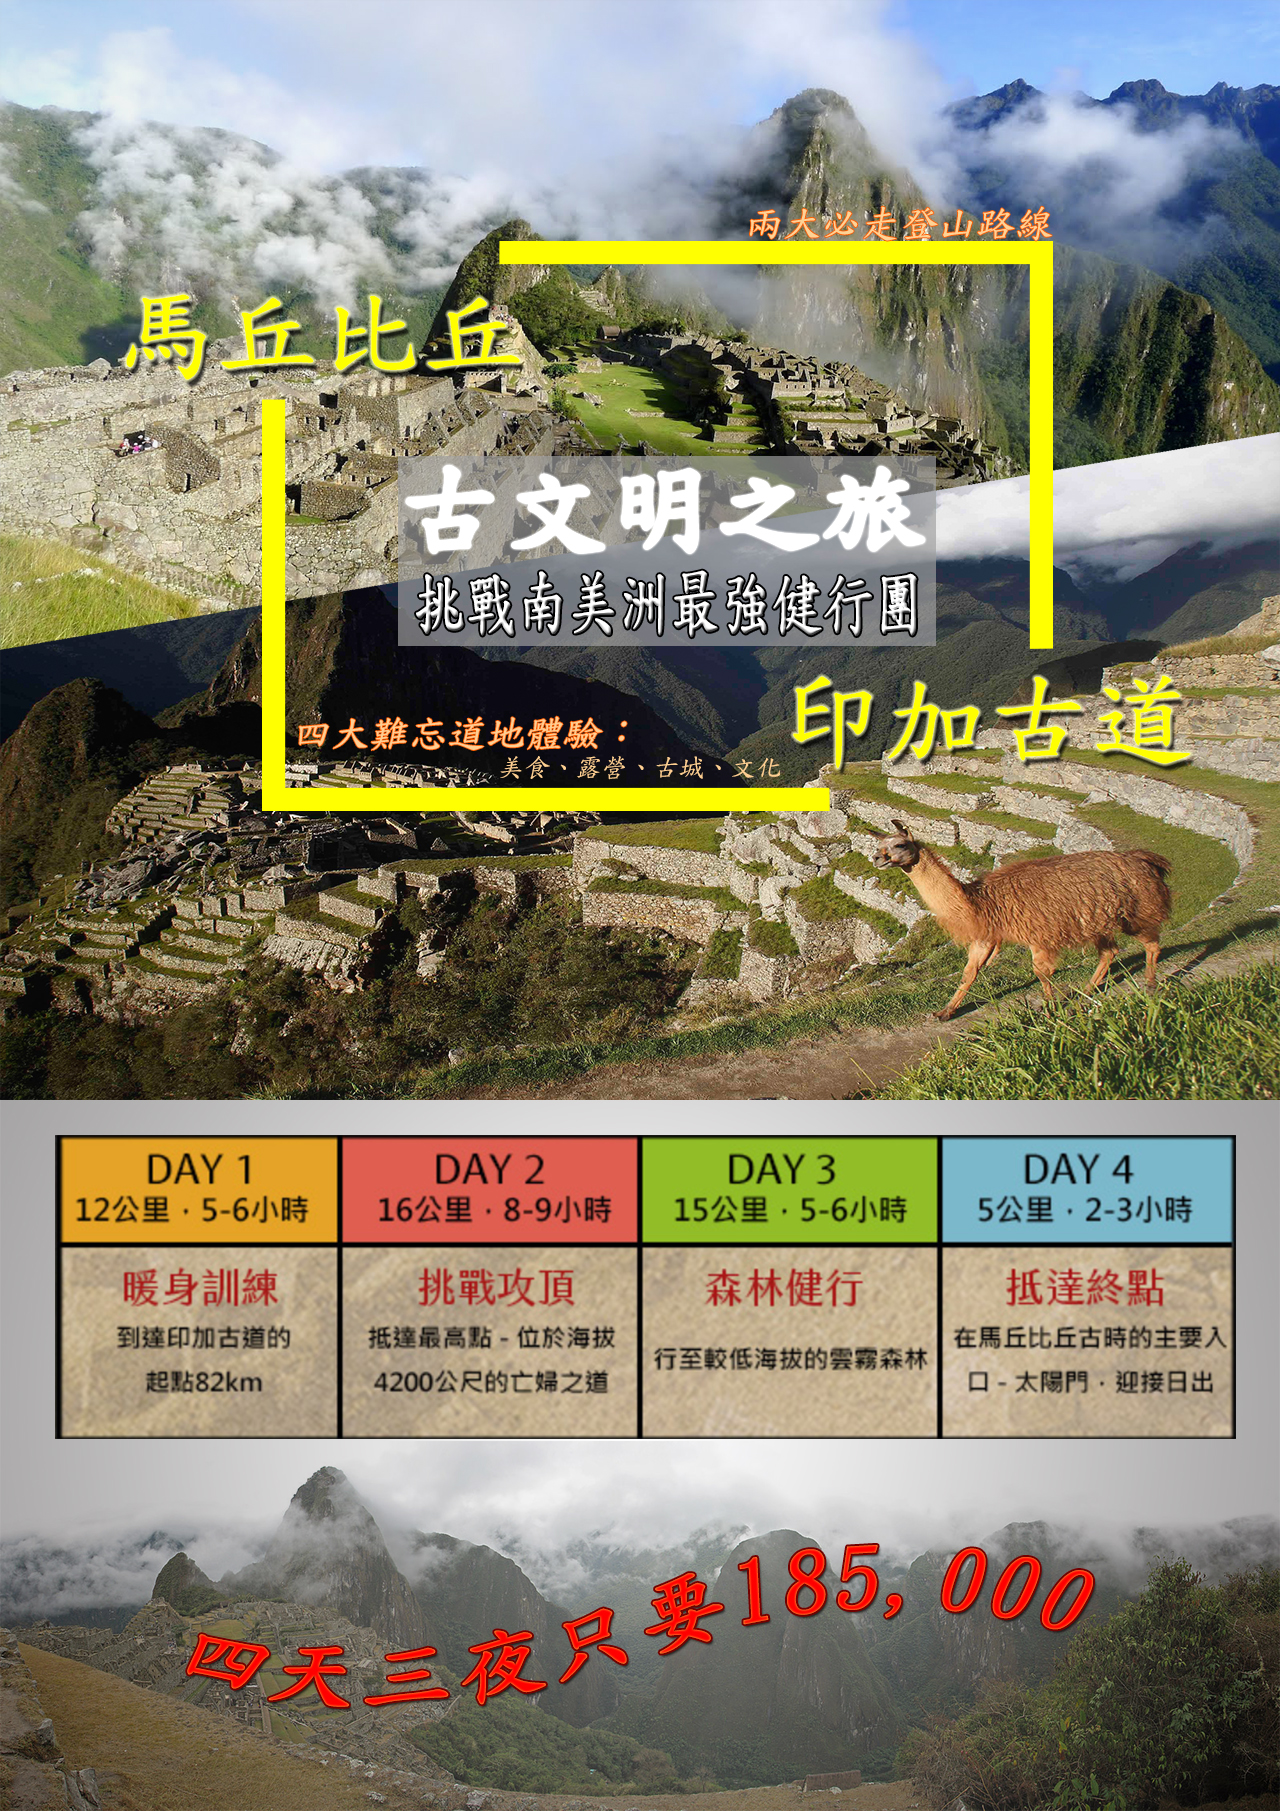 兩大必走登山路線
馬丘比丘
古文明之旅
挑戰南美洲最強健行團
印加古道
四大難忘道地體驗：
美食、露營、古城、文化
DAY 1
12公里．5-6小時
暖身訓練
到達印加古道的
起點82km
DAY 2
16公里．8-9小時
挑戰攻頂
抵達最高點－位於海拔
4200公尺的亡婦之道
DAY 3
15公里．5-6小時
森林健行
行至較低海拔的雲霧森林
DAY 4
5公里．2-3小時
抵達終點
在馬丘比丘古時的主要入
口－太陽門．迎接日出
四天三夜只要185,000